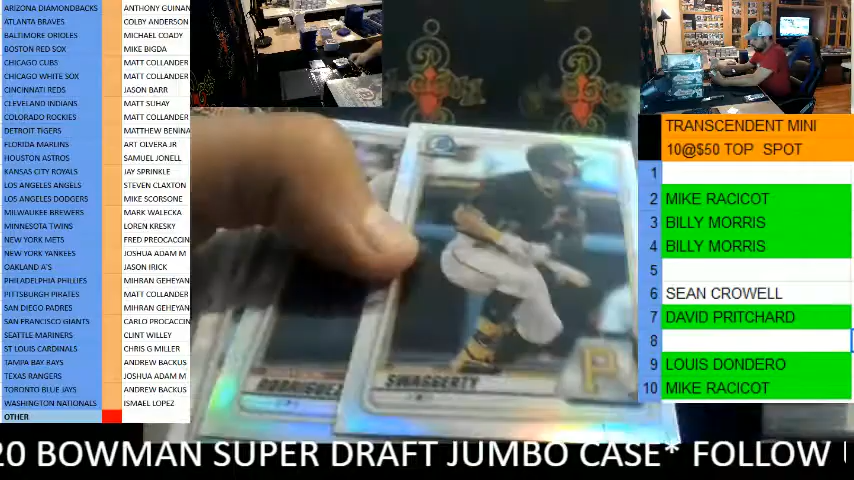 ARIZONA DIAMONDBACKS ANTHONY GUINAN
ATLANTA BRAVES COLBY ANDERSON
BALTIMORE ORIOLES MICHAEL COADY
BOSTON RED SOX MIKE BIGDA
CHICAGO CUBS MATT COLLANDER
CHICAGO WHITE SOX MATT COLLANDER
CINCINNATI REDS JASON BARR
CLEVELAND INDIANS MATT SUHAY
COLORADO ROCKIES MATT COLLANDER
DETROIT TIGERS MATTHEW BENINA
FLORIDA MARLINS ART OLVERA JR
HOUSTON ASTROS SAMUEL JONELL
KANSAS CITY ROYALS JAY SPRINKLE
LOS ANGELES ANGELS STEVEN CLAXTON
LOS ANGELES DODGERS MIKE SCORSONE
MILWAUKEE BREWERS MARK WALECKA
MINNESOTA TWINS LOREN KRESKY
NEW YORK METS FRED PREOCACCIN
NEW YORK YANKEES JOSHUA ADAM M
OAKLAND A'S JASON IRICK
PHILADELPHIA PHILLIES MIHRAN GEHEYAN
PITTSBURGH PIRATES MATT COLLANDER
SAN DIEGO PADRES MIHRAN GEHEYAN
SAN FRANCISCO GIANTS CARLO PROCACCIN
SEATTLE MARINERS CLINT WILLEY
ST LOUIS CARDINALS CHRIS G MILLER
TAMPA BAY RAYS ANDREW BACKUS
TEXAS RANGERS JOSHUA ADAM M
TORONTO BLUE JAYS ANDREW BACKUS
WASHINGTON NATIONALS ISMAEL LOPEZ
OTHER
RODRIGUEZ
SWAGGERTY
P
TRANSCENDENT MINI
10@$50 TOP SPOT
1
2 MIKE RACICOT
3 BILLY MORRIS
4 BILLY MORRIS
5
6 SEAN CROWELL
7 DAVID PRITCHARD
8
9 LOUIS DONDERO
10 MIKE RACICOT
20 BOWMAN SUPER DRAFT JUMBO CASE* FOLLOW